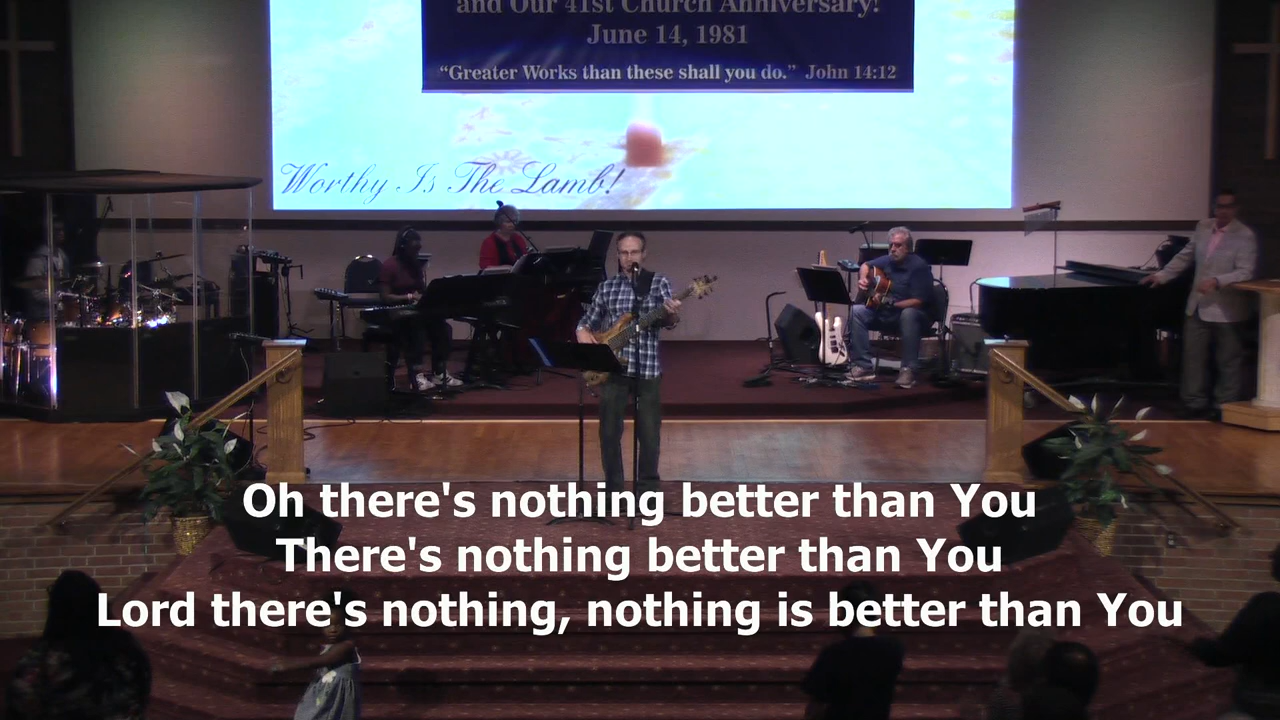 and Our 41st Church Anniversary!
June 14, 1981
“Greater Works than these shall you do.” John 14:12
Worthy Is The Lamb!
Oh there's nothing better than You
There's nothing better than You
Lord there's nothing, nothing is better than You